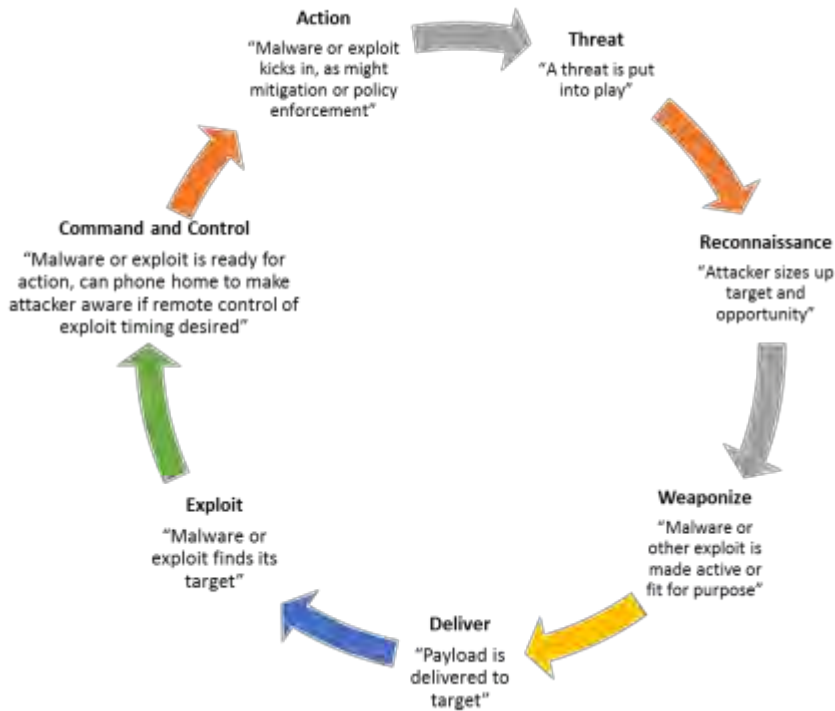 Action
“Malware or exploit
kicks in, as might
mitigation or policy
enforcement”
Threat
“A threat is put
into play”
Reconnaissance
“Attacker sizes up
target and
opportunity”
Weaponize
“Malware or
other exploit is
made active or
fit for purpose”
Deliver
“Payload is
delivered to
target”
Exploit
“Malware or
exploit finds its
target”
Command and Control
“Malware or exploit is ready for
action, can phone home to make
attacker aware if remote control of
exploit timing desired”